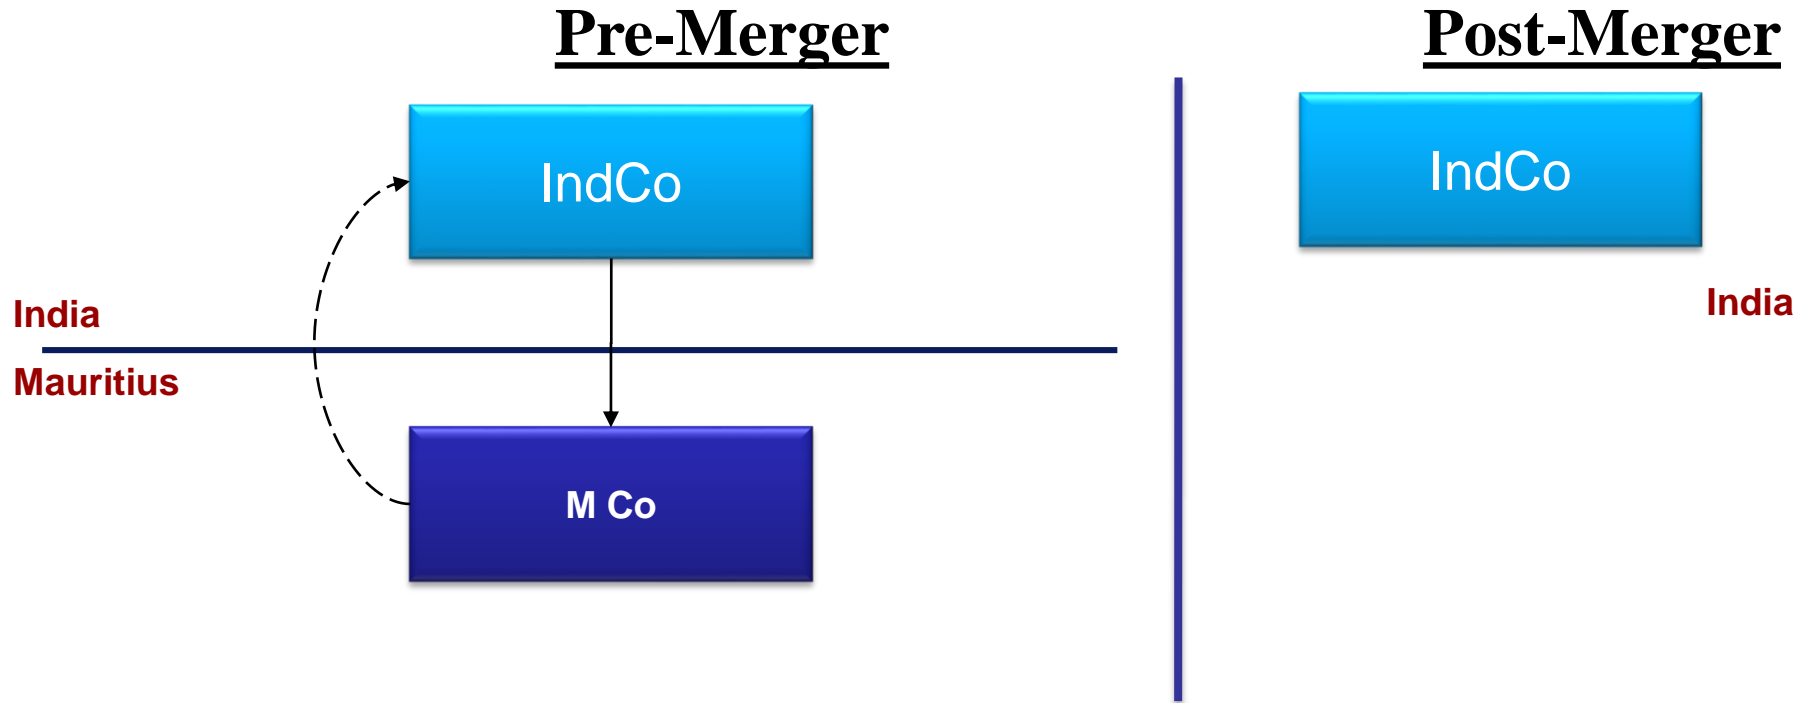 Pre-Merger
IndCo
India
Mauritius
M Co
Post-Merger
IndCo
India